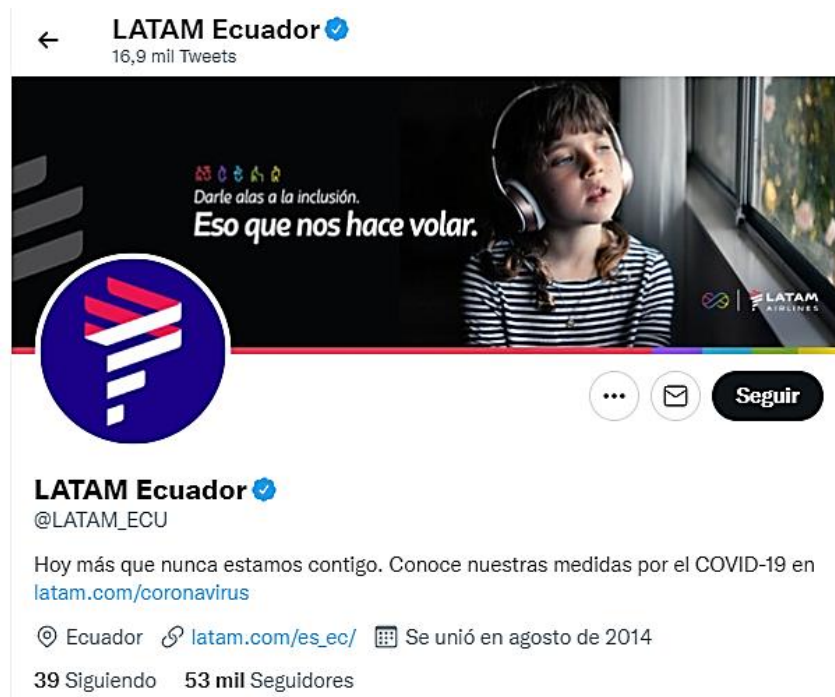 LATAM Ecuador
16,9 mil Tweets
Darle alas a la inclusión.
Eso que nos hace volar.
LATAM
AIRLINES
Seguir
LATAM Ecuador
@LATAM_ECU
Hoy más que nunca estamos contigo. Conoce nuestras medidas por el COVID-19 en
latam.com/coronavirus
Ecuador latam.com/es_ec/ Se unió en agosto de 2014
39 Siguiendo 53 mil Seguidores